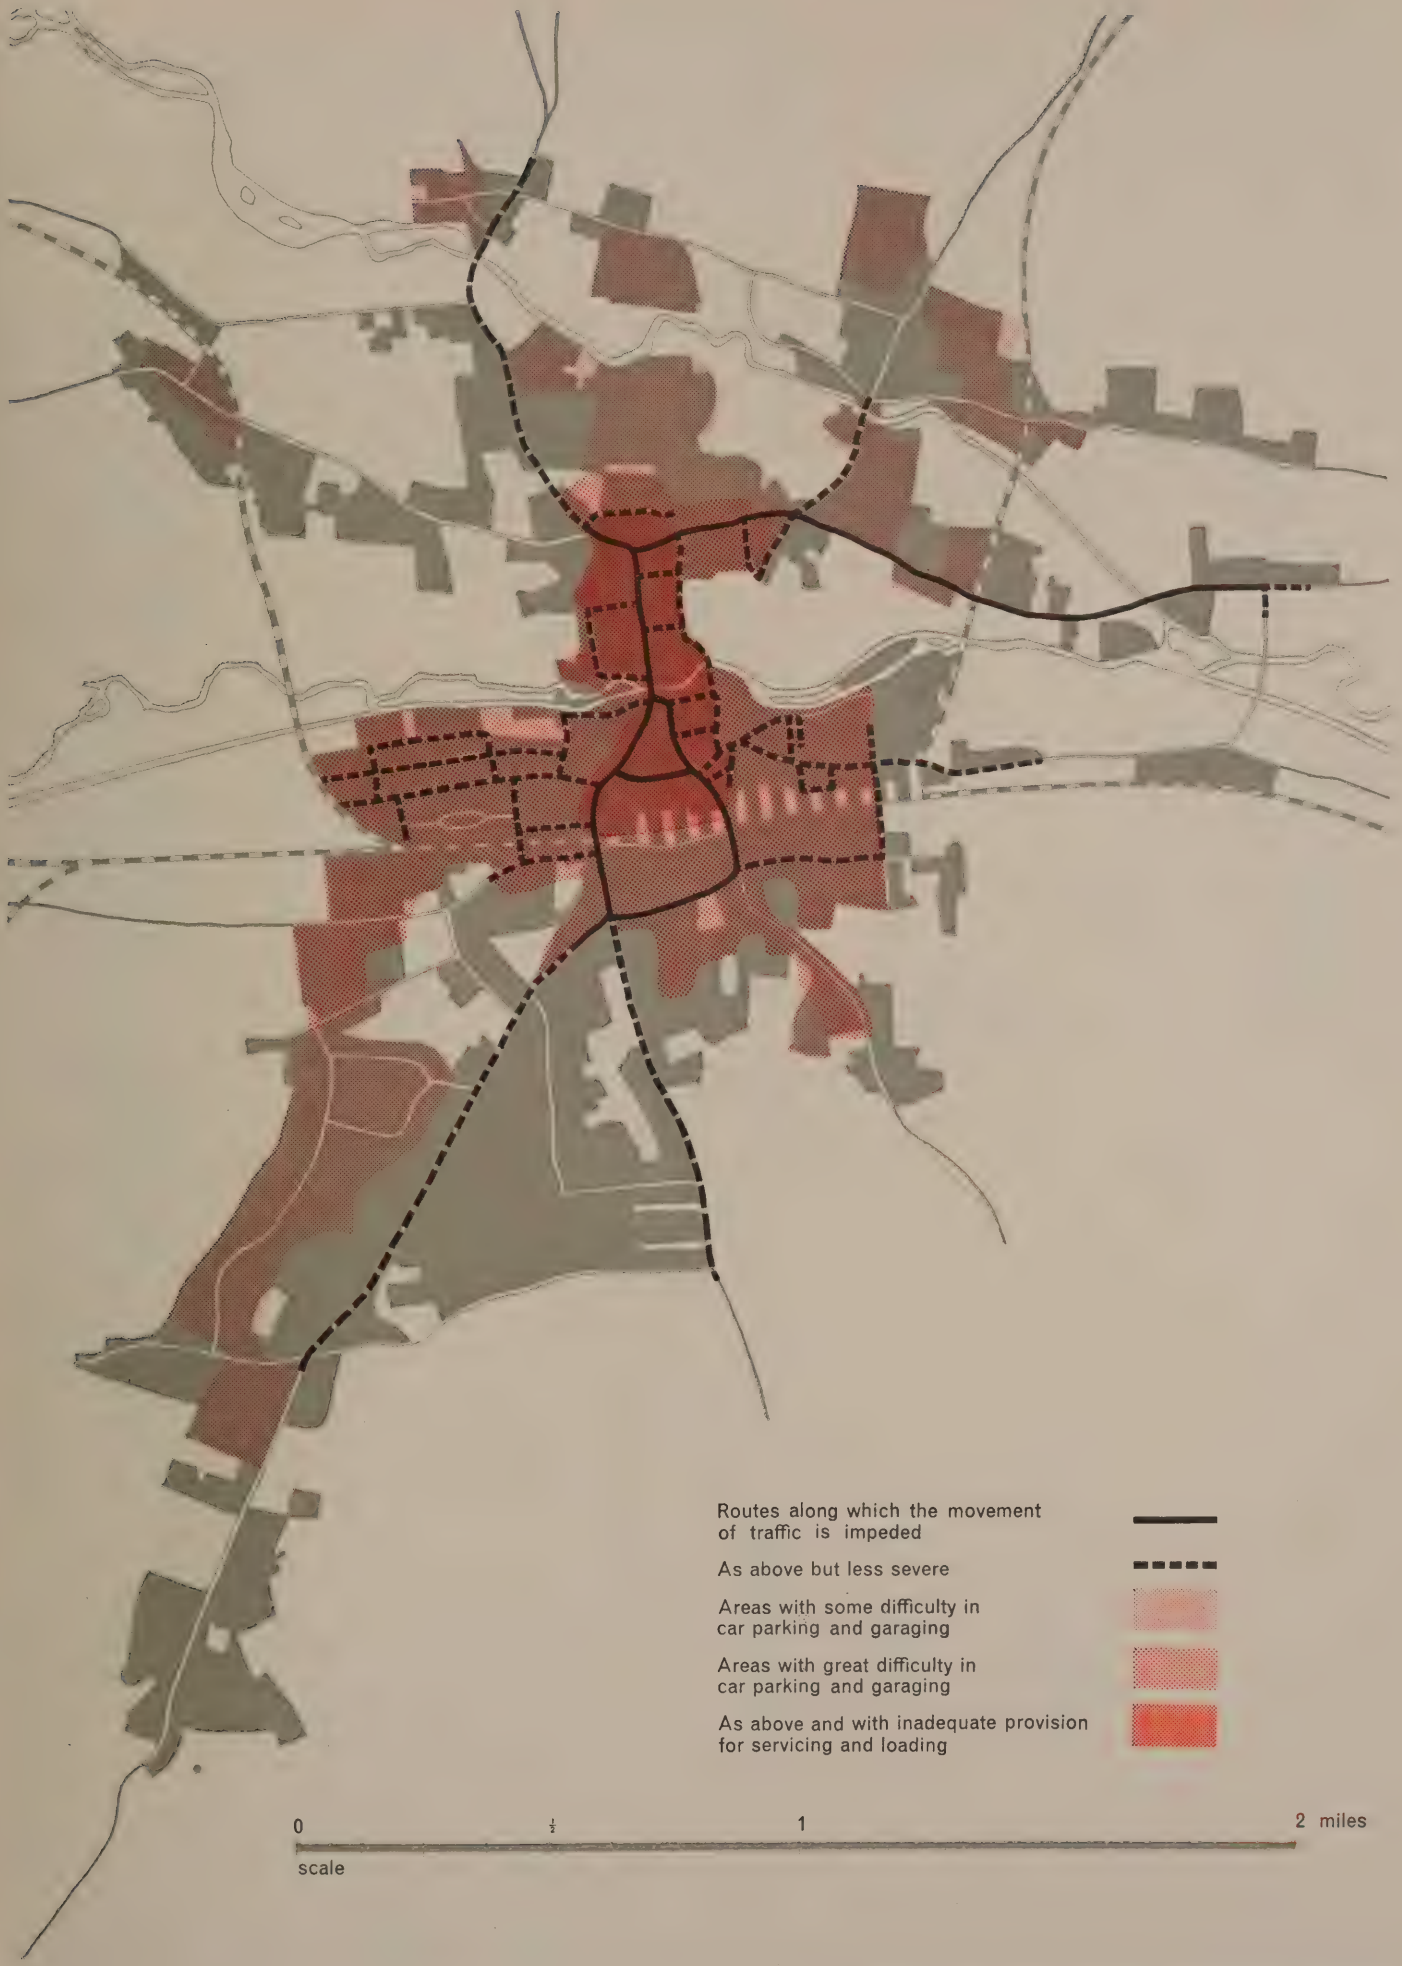 Routes along which the movement
of traffic is impeded
As above but less severe
Areas with some difficulty in
car parking and garaging
Areas with great difficulty in
car parking and garaging
As above and with inadequate provision
for servicing and loading
0 ½ 1 2 miles
scale